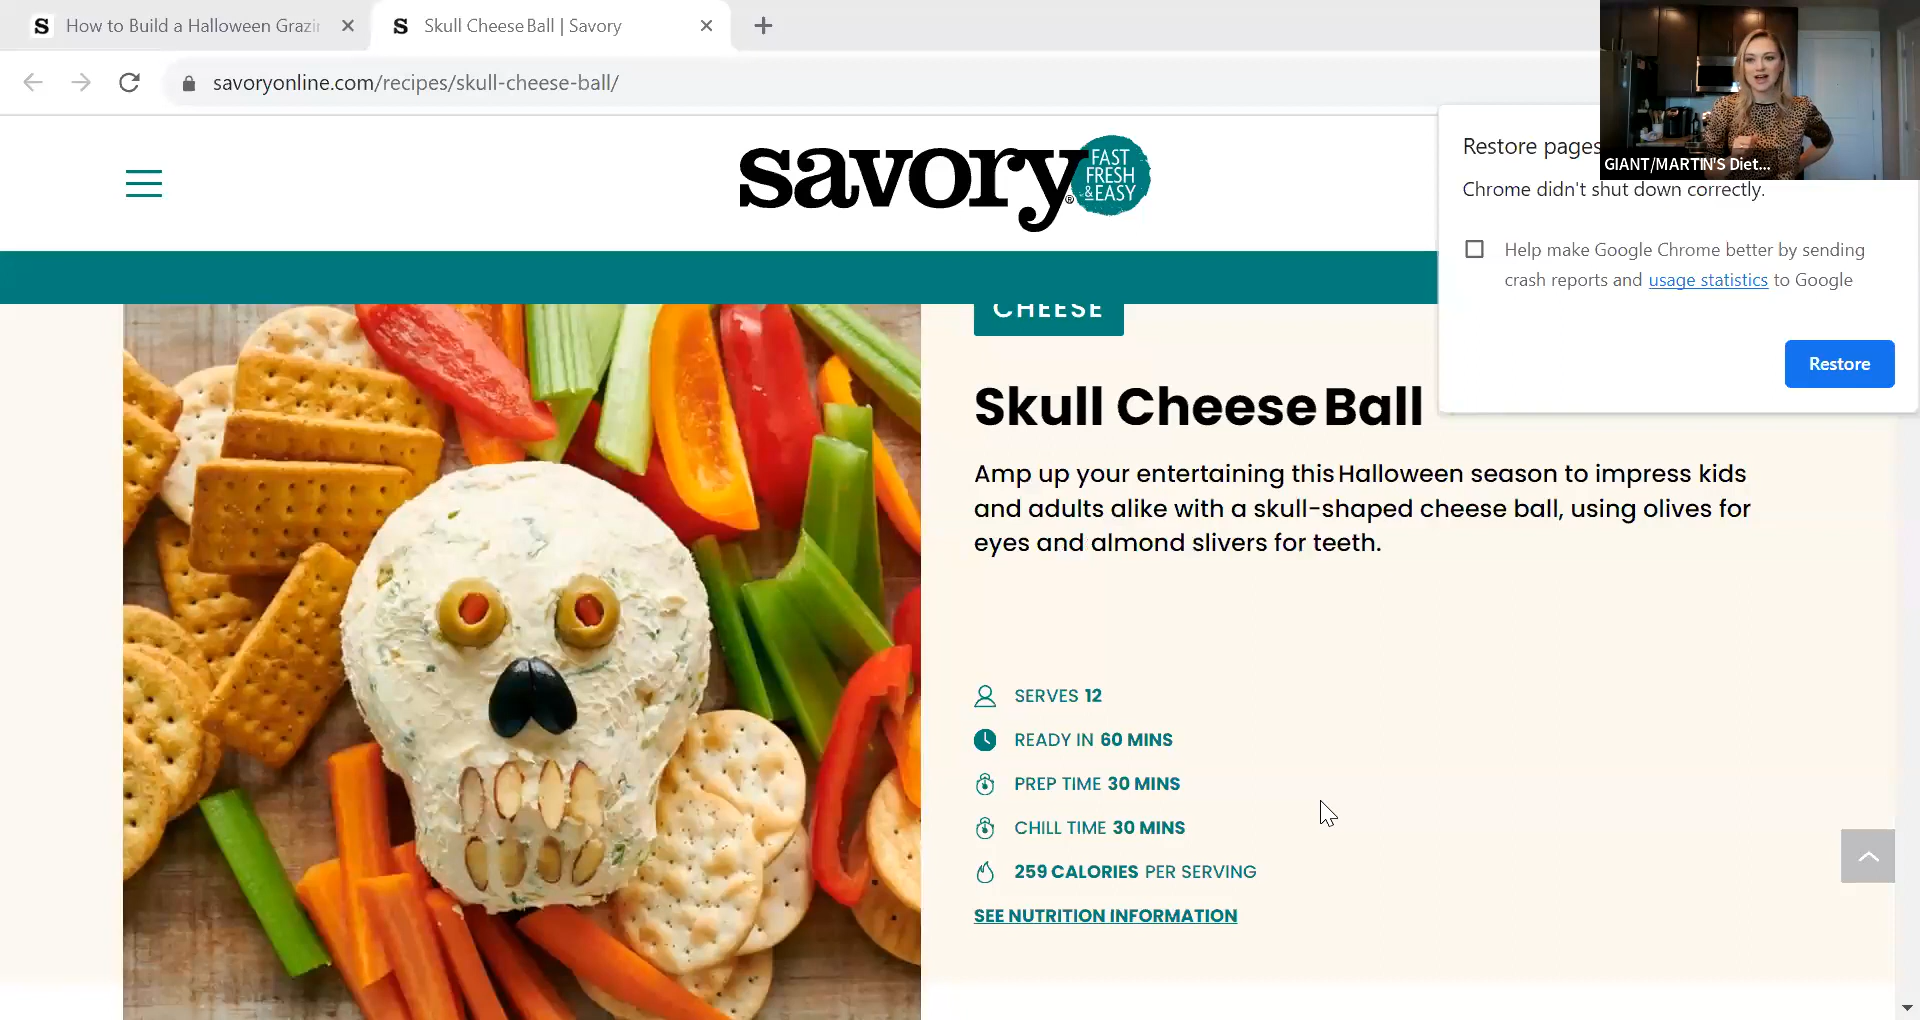 How to Build a Halloween Grazin
Skull Cheese Ball | Savory
savoryonline.com/recipes/skull-cheese-ball/
savory®
FAST
FRESH
& EASY
Restore pages
GIANT/MARTIN'S Diet...
Chrome didn't shut down correctly.
Help make Google Chrome better by sending
crash reports and usage statistics to Google
Restore
CHEESE
Skull Cheese Ball
Amp up your entertaining this Halloween season to impress kids
and adults alike with a skull-shaped cheese ball, using olives for
eyes and almond slivers for teeth.
SERVES 12
READY IN 60 MINS
PREP TIME 30 MINS
CHILL TIME 30 MINS
259 CALORIES PER SERVING
SEE NUTRITION INFORMATION